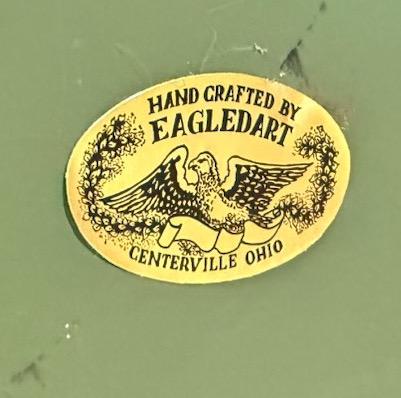 HAND CRAFTED BY
EAGLEDART
CENTERVILLE OHIO